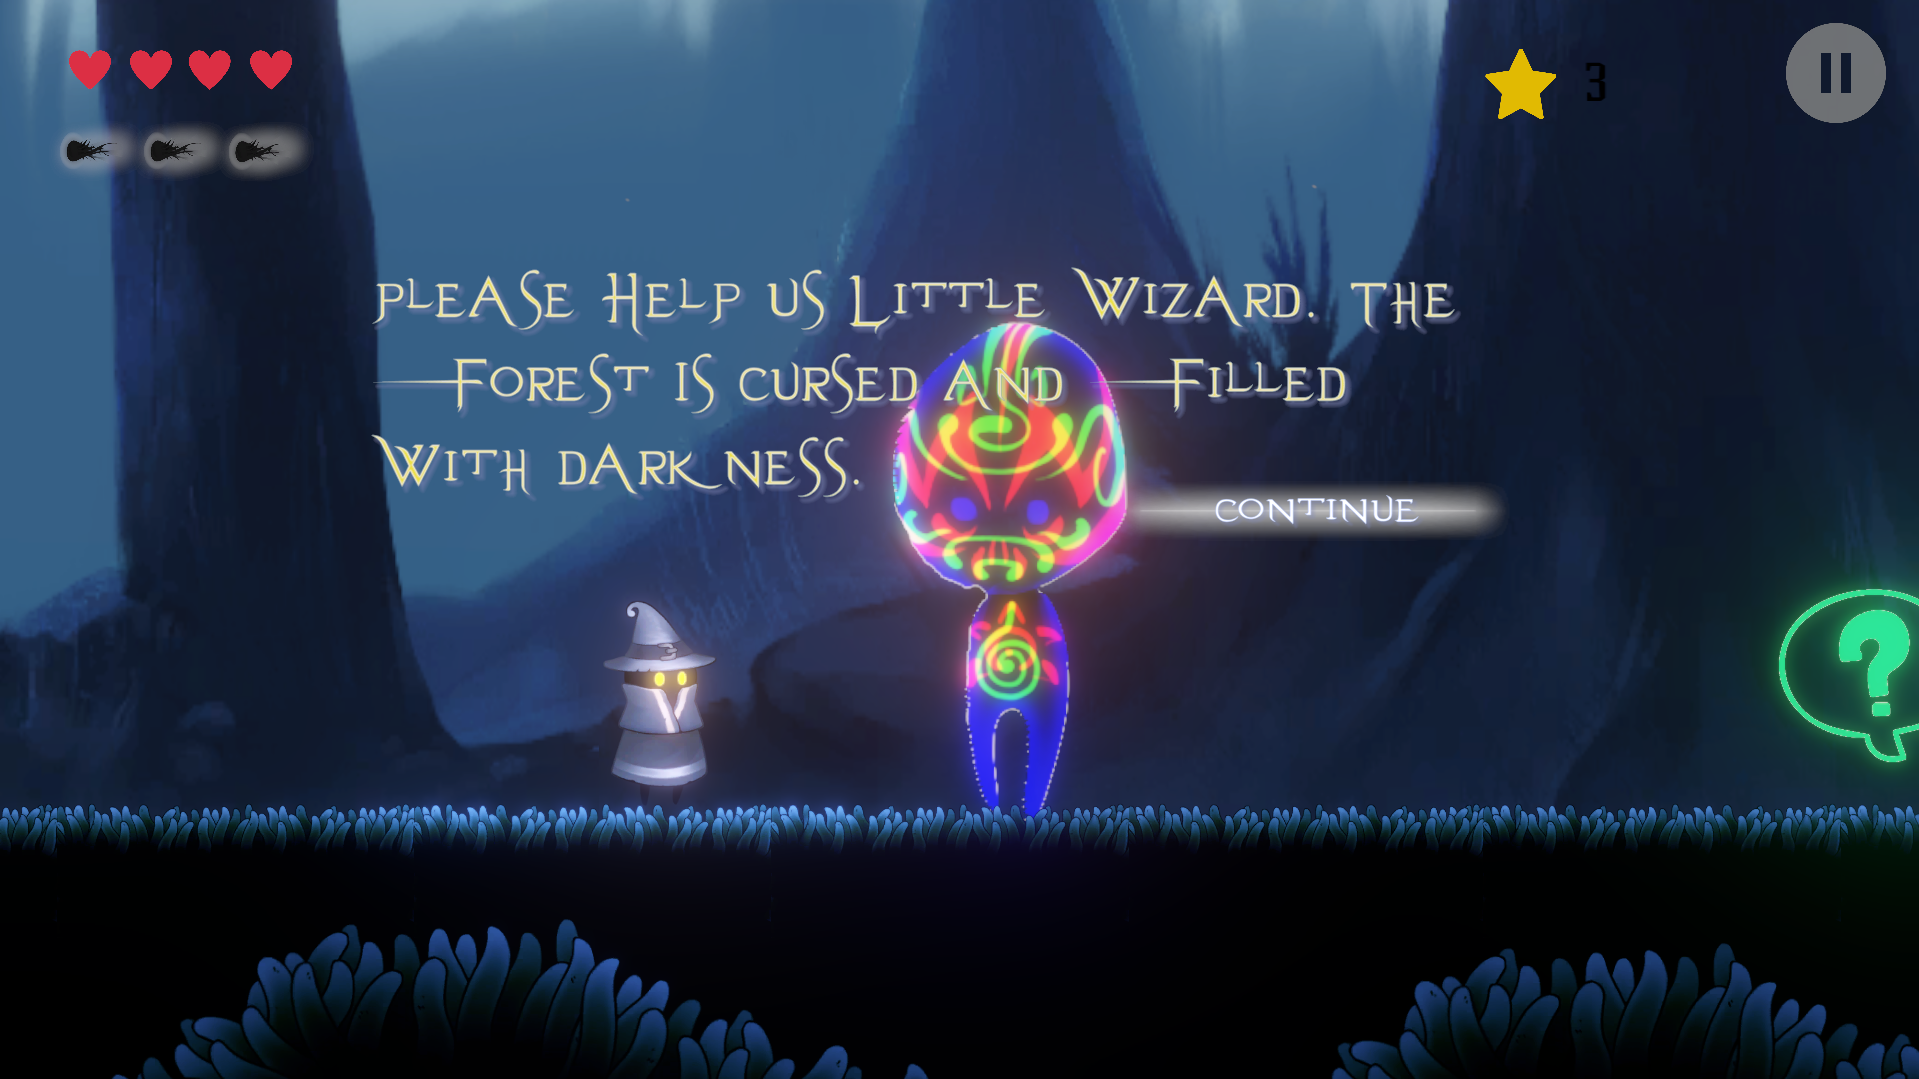 3
Please Help us Little Wizard. The
Forest is cursed and Filled
With darkness.
continue
?